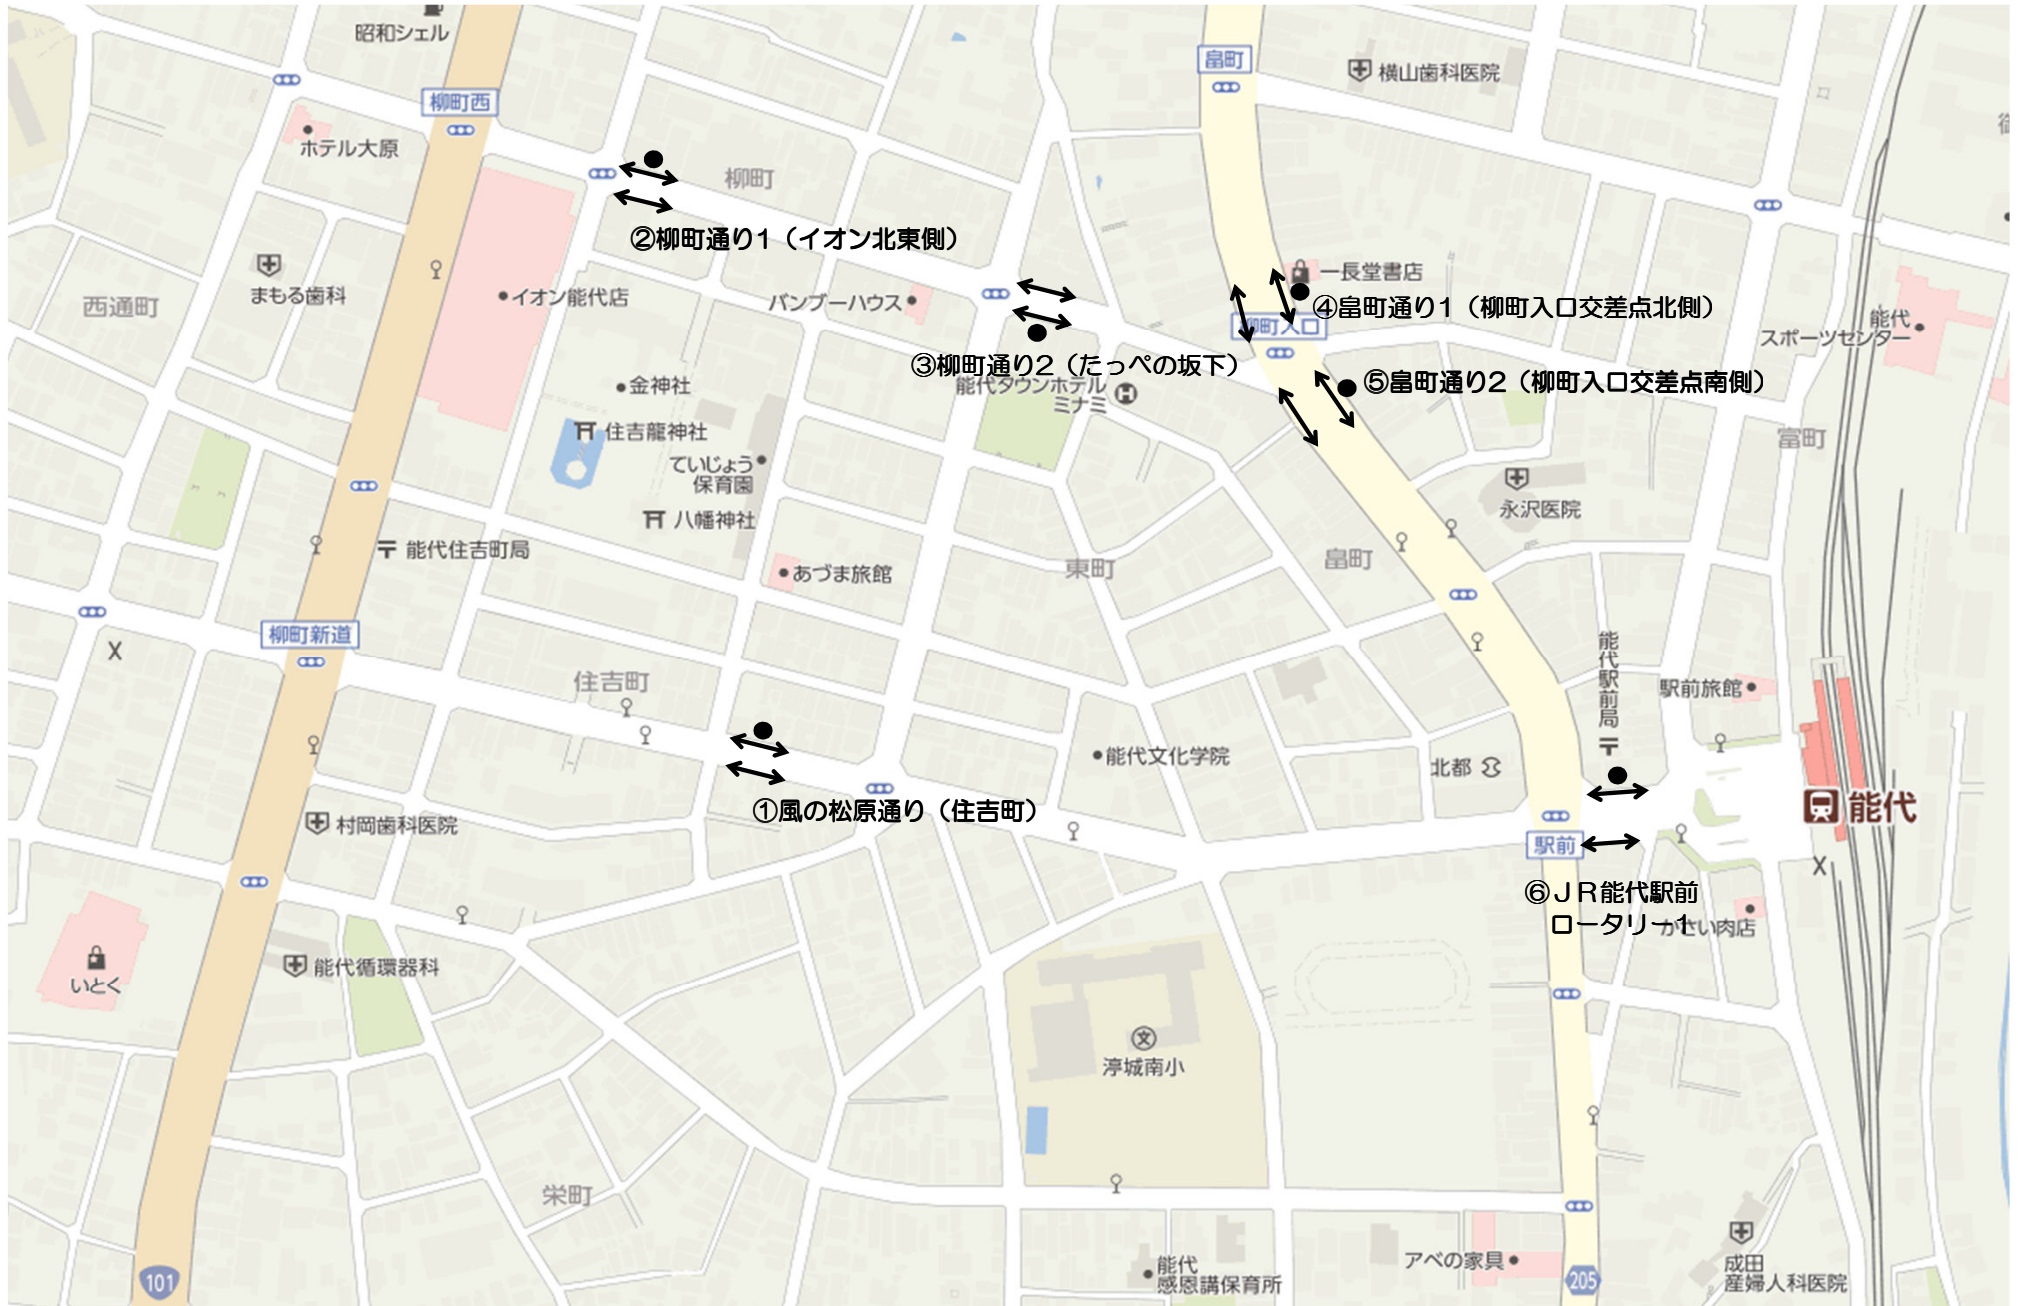 昭和シェル
畠町
横山歯科医院
柳町西
ホテル大原
柳町
②柳町通り1（イオン北東側）
まもる歯科
西通町
イオン能代店
バンブーハウス
一長堂書店
④畠町通り1（柳町入口交差点北側）
柳町入口
能代
スポーツセンター
③柳町通り2（たっぺの坂下）
能代タウンホテル
ミナミ
⑤畠町通り2（柳町入口交差点南側）
金神社
住吉龍神社
富町
ていじょう
保育園
永沢医院
八幡神社
能代住吉町局
あづま旅館
東町
畠町
柳町新道
能代駅前局
住吉町
駅前旅館
能代文化学院
北都
①風の松原通り（住吉町）
能代
村岡歯科医院
駅前
⑥ＪＲ能代駅前
ロータリー1
かさい肉店
能代循環器科
いとく
渟城南小
栄町
101
能代
感恩講保育所
アベの家具
205
成田
産婦人科医院